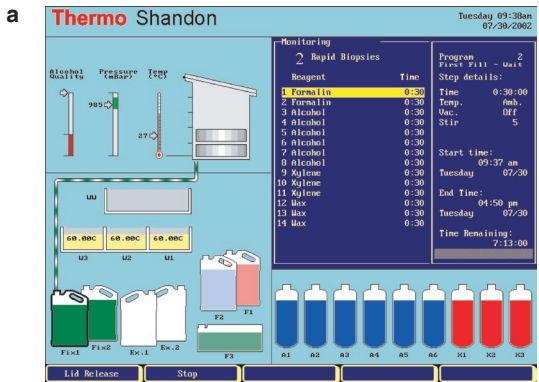 a
Thermo Shandon
Tuesday 09:38am
07/30/2002
Alcohol Quality
Pressure (mBar)
Temp (°C)
985
27
WW
60.00C 60.00C 60.00C
W3 W2 W1
Fix1 Fix2 Ex.1 Ex.2
F2 F1
F3
Monitoring
2 Rapid Biopsies
Reagent Time
1 Formalin 0:30
2 Formalin 0:30
3 Alcohol 0:30
4 Alcohol 0:30
5 Alcohol 0:30
6 Alcohol 0:30
7 Alcohol 0:30
8 Alcohol 0:30
9 Xylene 0:30
10 Xylene 0:30
11 Xylene 0:30
12 Wax 0:30
13 Wax 0:30
14 Wax 0:30
Program 2
First Fill - Wait
Step details:
Time 0:30:00
Temp. Amb.
Vac. Off
Stir 5
Start time:
09:37 am
Tuesday 07/30
End Time:
04:50 pm
Tuesday 07/30
Time Remaining:
7:13:00
A1 A2 A3 A4 A5 A6 X1 X2 X3
Lid Release Stop